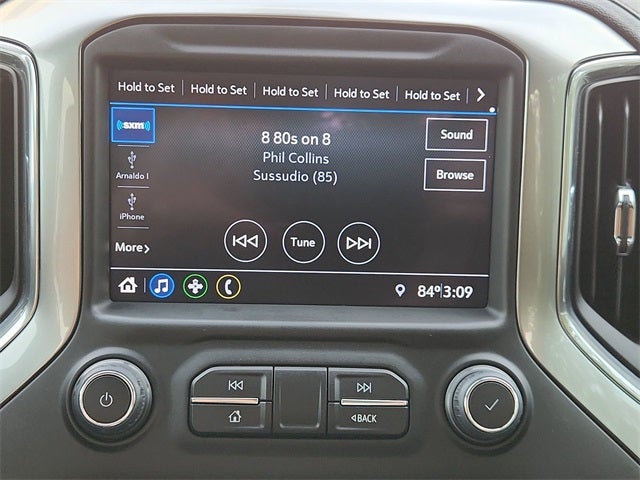 Hold to Set Hold to Set Hold to Set Hold to Set Hold to Set
sxm
8 80s on 8
Sound
Phil Collins
Arnaldo I
Sussudio (85)
Browse
iPhone
More
Tune
84° 3:09
BACK